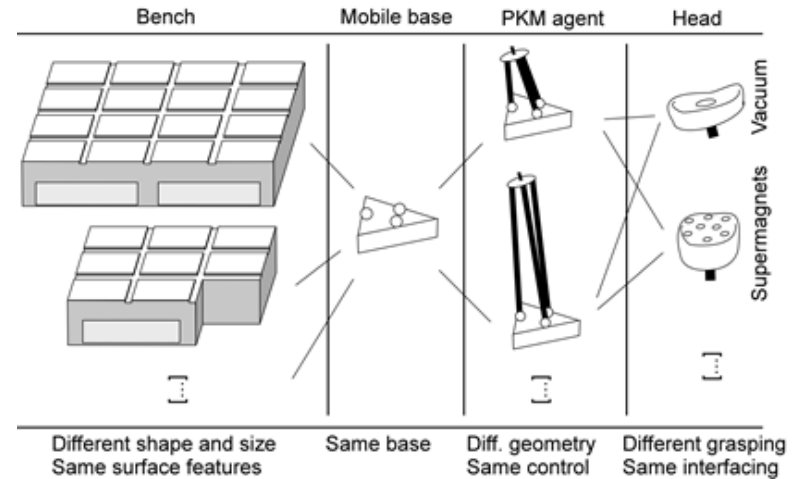 Bench
Mobile base
PKM agent
Head
Vacuum
Supermagnets
[...]
[...]
[...]
Different shape and size
Same surface features
Same base
Diff. geometry
Same control
Different grasping
Same interfacing